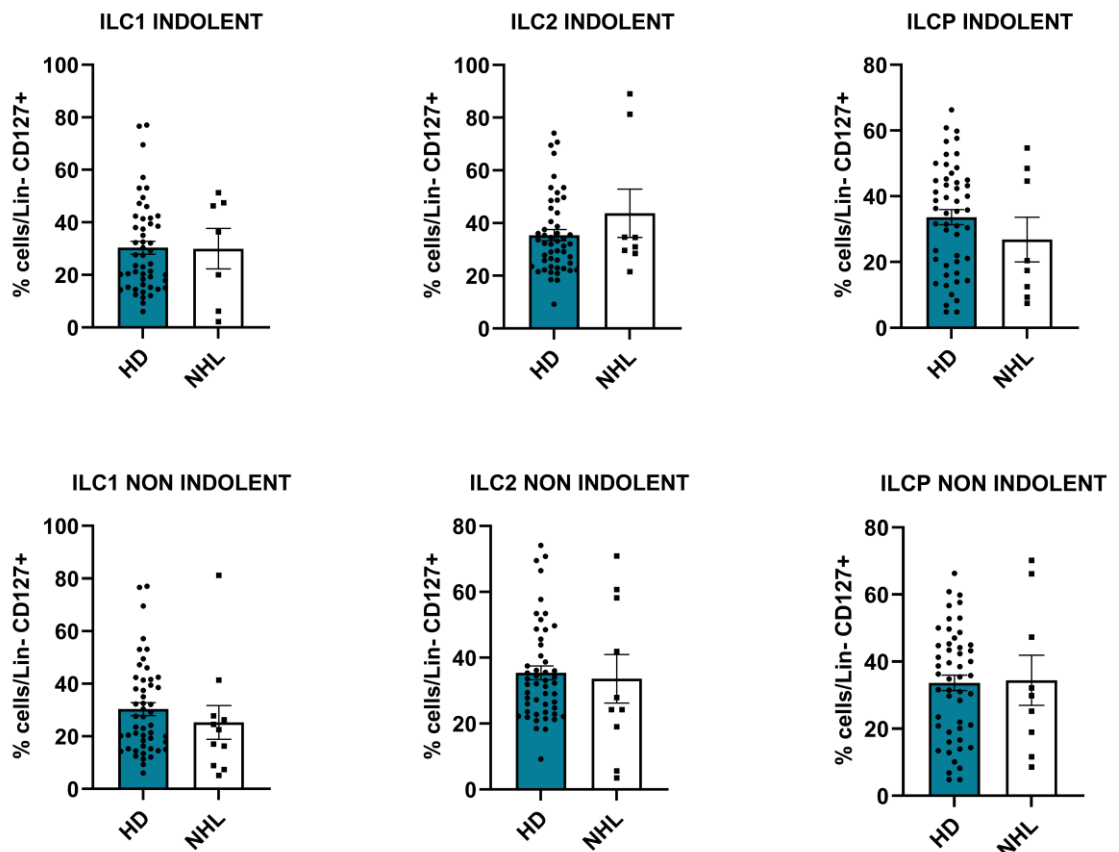 ILC1 INDOLENT
% cells/Lin- CD127+
100
80
60
40
20
0
HD
NHL
ILC2 INDOLENT
% cells/Lin- CD127+
100
80
60
40
20
0
HD
NHL
ILCP INDOLENT
% cells/Lin- CD127+
80
60
40
20
0
HD
NHL
ILC1 NON INDOLENT
% cells/Lin- CD127+
100
80
60
40
20
0
HD
NHL
ILC2 NON INDOLENT
% cells/Lin- CD127+
80
60
40
20
0
HD
NHL
ILCP NON INDOLENT
% cells/Lin- CD127+
80
60
40
20
0
HD
NHL